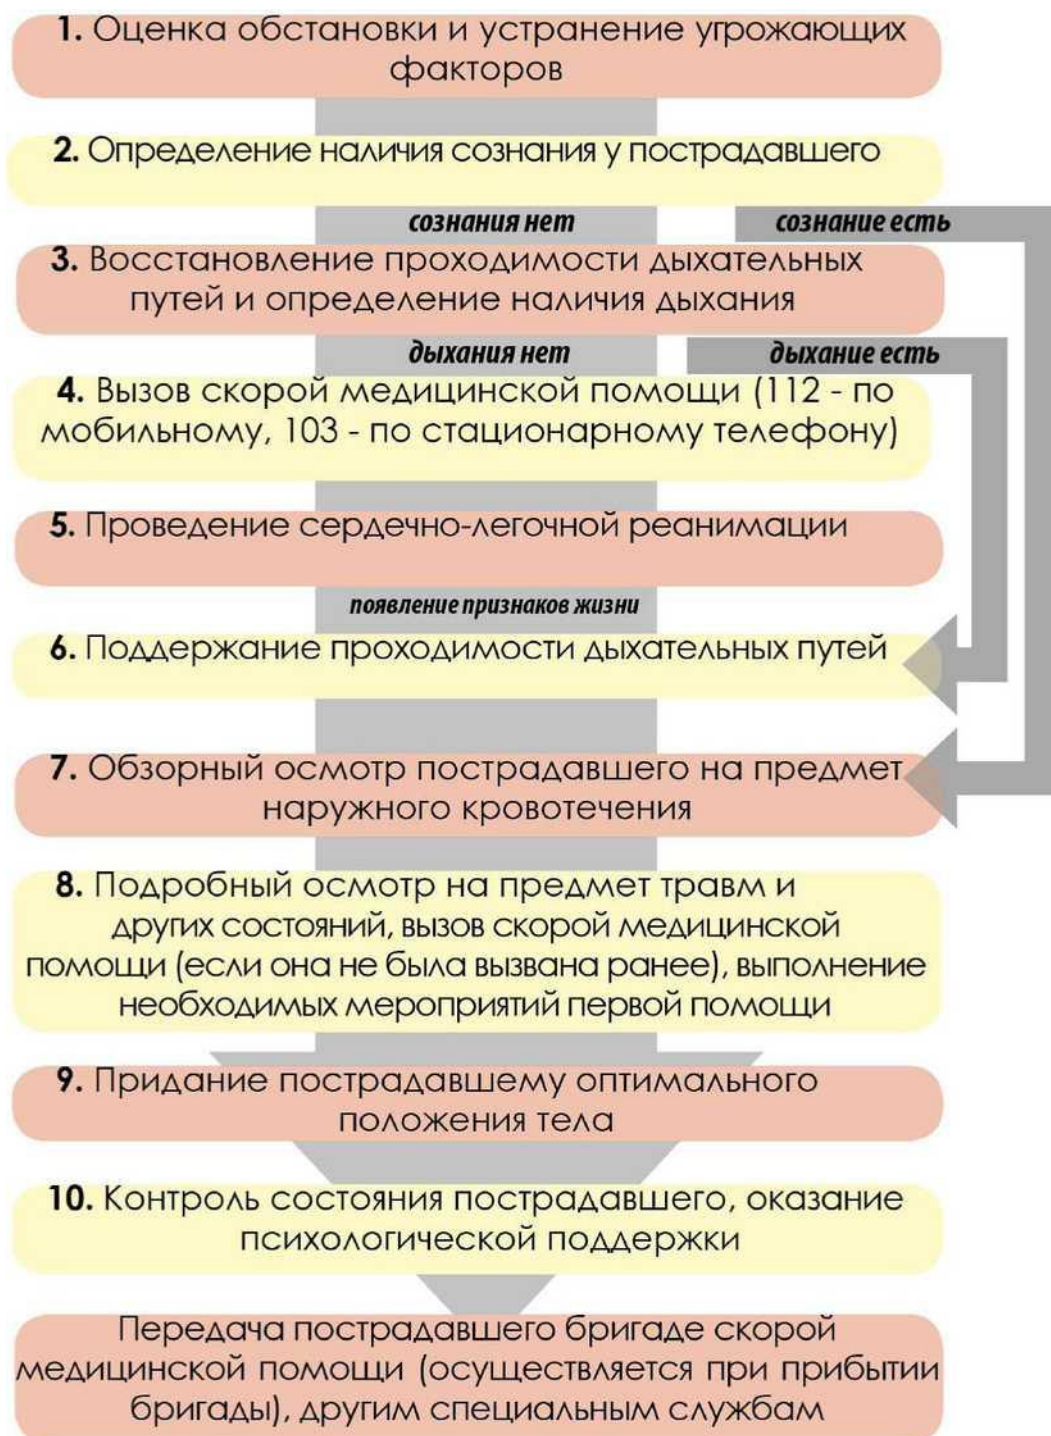 1. Оценка обстановки и устранение угрожающих
факторов
2. Определение наличия сознания у пострадавшего
сознания нет
сознание есть
3. Восстановление проходимости дыхательных
путей и определение наличия дыхания
дыхания нет
дыхание есть
4. Вызов скорой медицинской помощи (112 - по
мобильному, 103 - по стационарному телефону)
5. Проведение сердечно-легочной реанимации
появление признаков жизни
6. Поддержание проходимости дыхательных путей
7. Обзорный осмотр пострадавшего на предмет
наружного кровотечения
8. Подробный осмотр на предмет травм и
других состояний, вызов скорой медицинской
помощи (если она не была вызвана ранее), выполнение
необходимых мероприятий первой помощи
9. Придание пострадавшему оптимального
положения тела
10. Контроль состояния пострадавшего, оказание
психологической поддержки
Передача пострадавшего бригаде скорой
медицинской помощи (осуществляется при прибытии
бригады), другим специальным службам